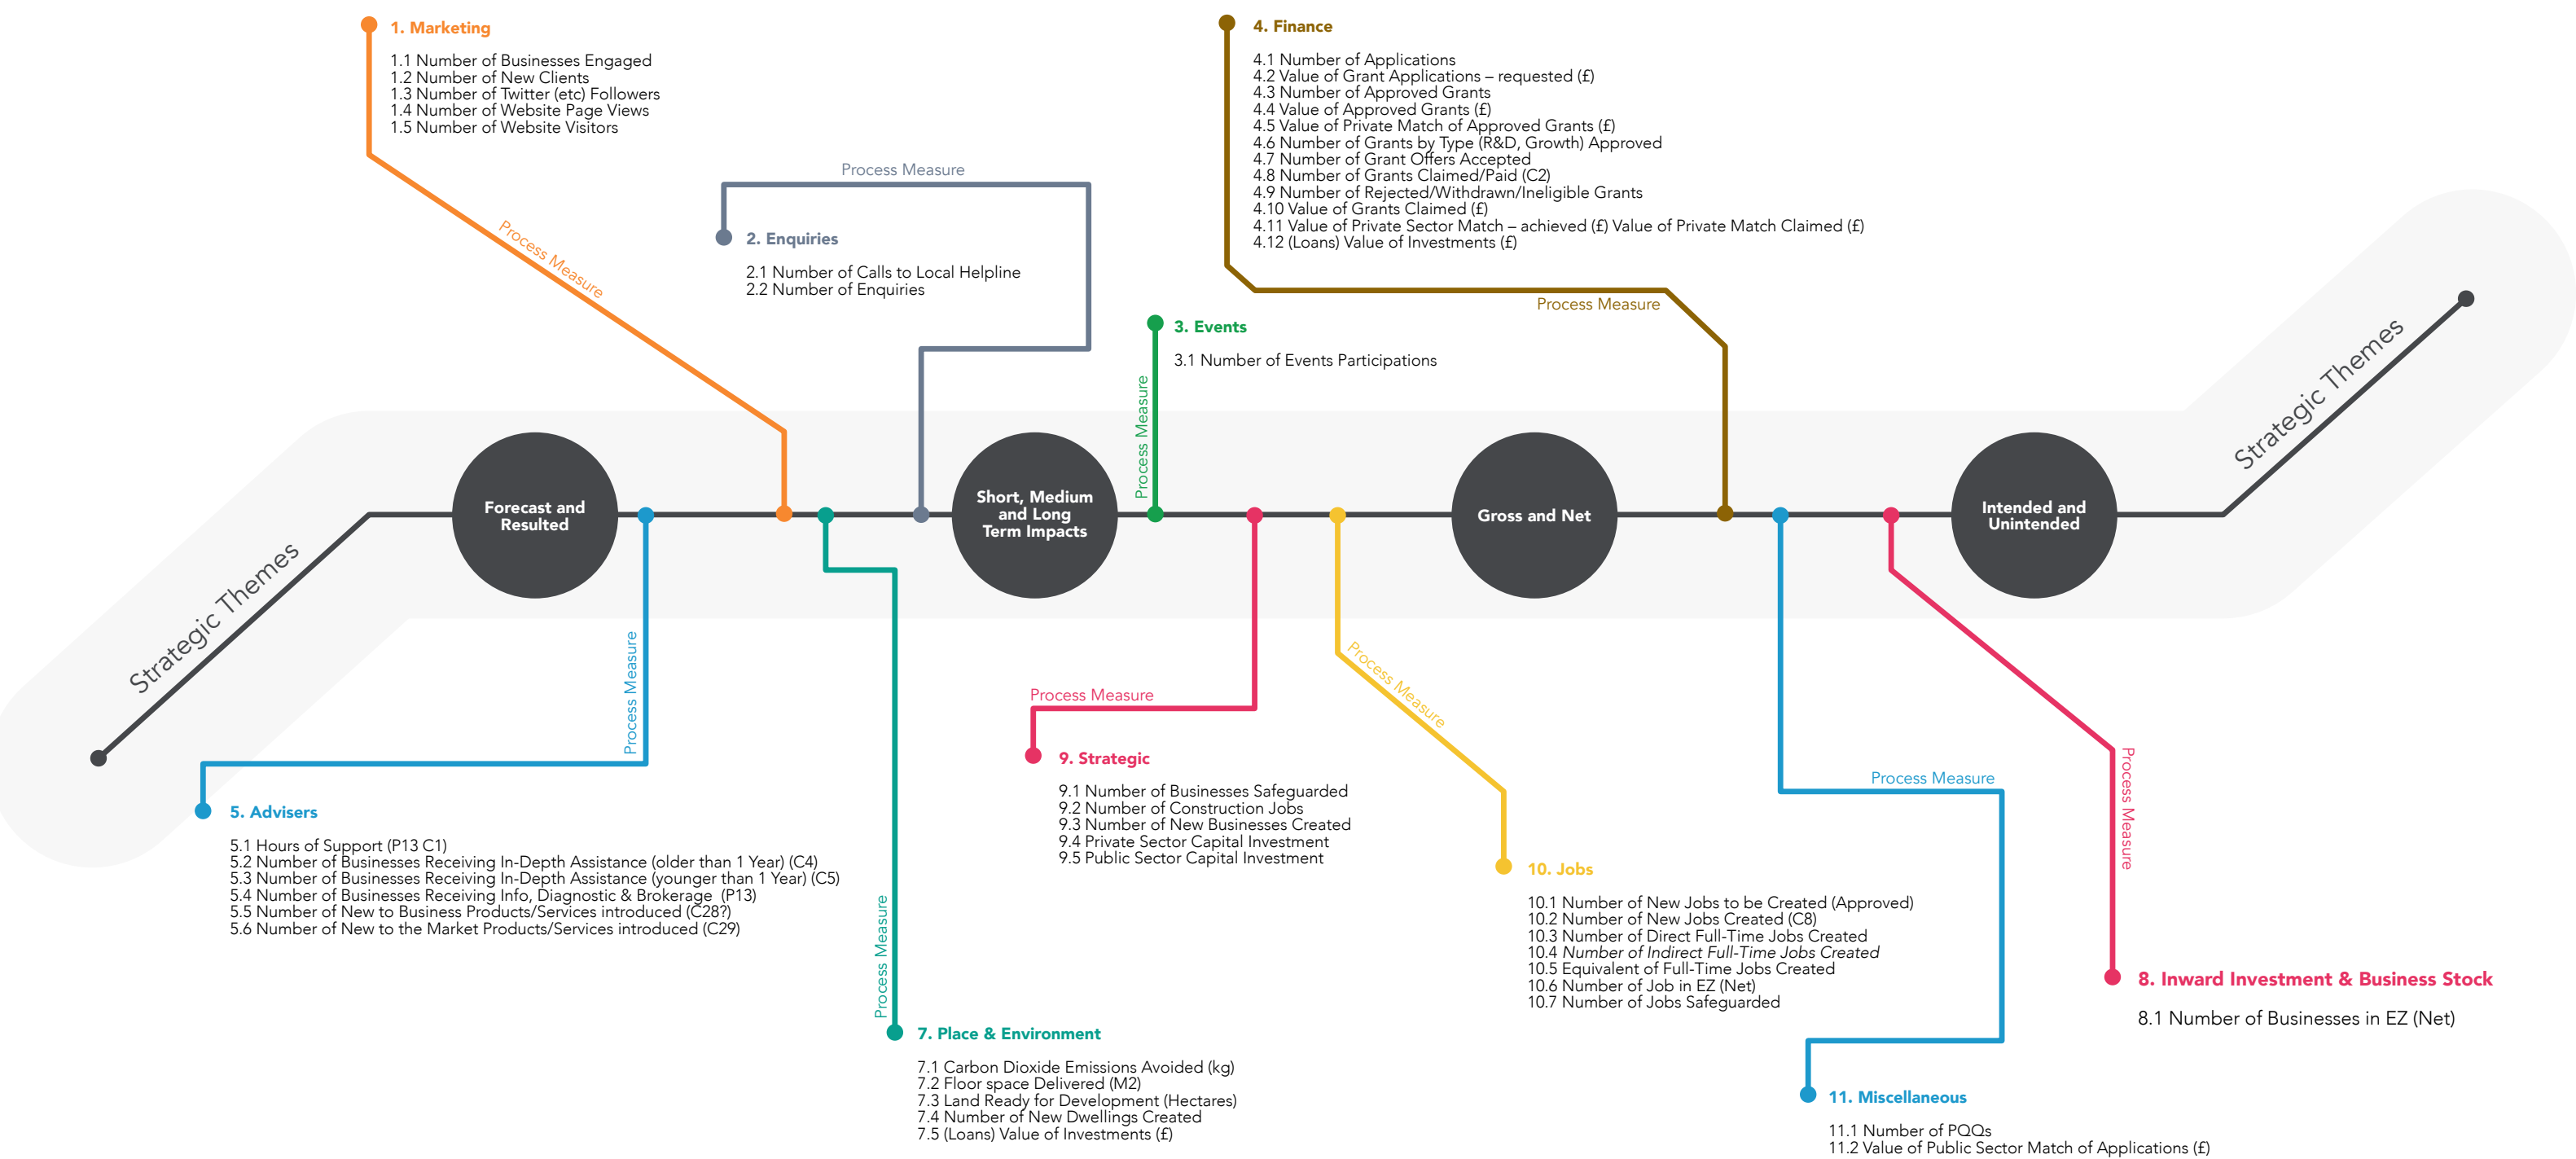 1. Marketing
1.1 Number of Businesses Engaged
1.2 Number of New Clients
1.3 Number of Twitter (etc) Followers
1.4 Number of Website Page Views
1.5 Number of Website Visitors
Process Measure
Process Measure
2. Enquiries
2.1 Number of Calls to Local Helpline
2.2 Number of Enquiries
4. Finance
4.1 Number of Applications
4.2 Value of Grant Applications – requested (£)
4.3 Number of Approved Grants
4.4 Value of Approved Grants (£)
4.5 Value of Private Match of Approved Grants (£)
4.6 Number of Grants by Type (R&D, Growth) Approved
4.7 Number of Grant Offers Accepted
4.8 Number of Grants Claimed/Paid (C2)
4.9 Number of Rejected/Withdrawn/Ineligible Grants
4.10 Value of Grants Claimed (£)
4.11 Value of Private Sector Match – achieved (£) Value of Private Match Claimed (£)
4.12 (Loans) Value of Investments (£)
Process Measure
3. Events
3.1 Number of Events Participations
Process Measure
Strategic Themes
Forecast and
Resulted
Short, Medium
and Long
Term Impacts
Gross and Net
Intended and
Unintended
Strategic Themes
Process Measure
5. Advisers
5.1 Hours of Support (P13 C1)
5.2 Number of Businesses Receiving In-Depth Assistance (older than 1 Year) (C4)
5.3 Number of Businesses Receiving In-Depth Assistance (younger than 1 Year) (C5)
5.4 Number of Businesses Receiving Info, Diagnostic & Brokerage (P13)
5.5 Number of New to Business Products/Services introduced (C28?)
5.6 Number of New to the Market Products/Services introduced (C29)
Process Measure
7. Place & Environment
7.1 Carbon Dioxide Emissions Avoided (kg)
7.2 Floor space Delivered (M2)
7.3 Land Ready for Development (Hectares)
7.4 Number of New Dwellings Created
7.5 (Loans) Value of Investments (£)
Process Measure
9. Strategic
9.1 Number of Businesses Safeguarded
9.2 Number of Construction Jobs
9.3 Number of New Businesses Created
9.4 Private Sector Capital Investment
9.5 Public Sector Capital Investment
Process Measure
10. Jobs
10.1 Number of New Jobs to be Created (Approved)
10.2 Number of New Jobs Created (C8)
10.3 Number of Direct Full-Time Jobs Created
10.4 Number of Indirect Full-Time Jobs Created
10.5 Equivalent of Full-Time Jobs Created
10.6 Number of Job in EZ (Net)
10.7 Number of Jobs Safeguarded
Process Measure
11. Miscellaneous
11.1 Number of PQQs
11.2 Value of Public Sector Match of Applications (£)
Process Measure
8. Inward Investment & Business Stock
8.1 Number of Businesses in EZ (Net)